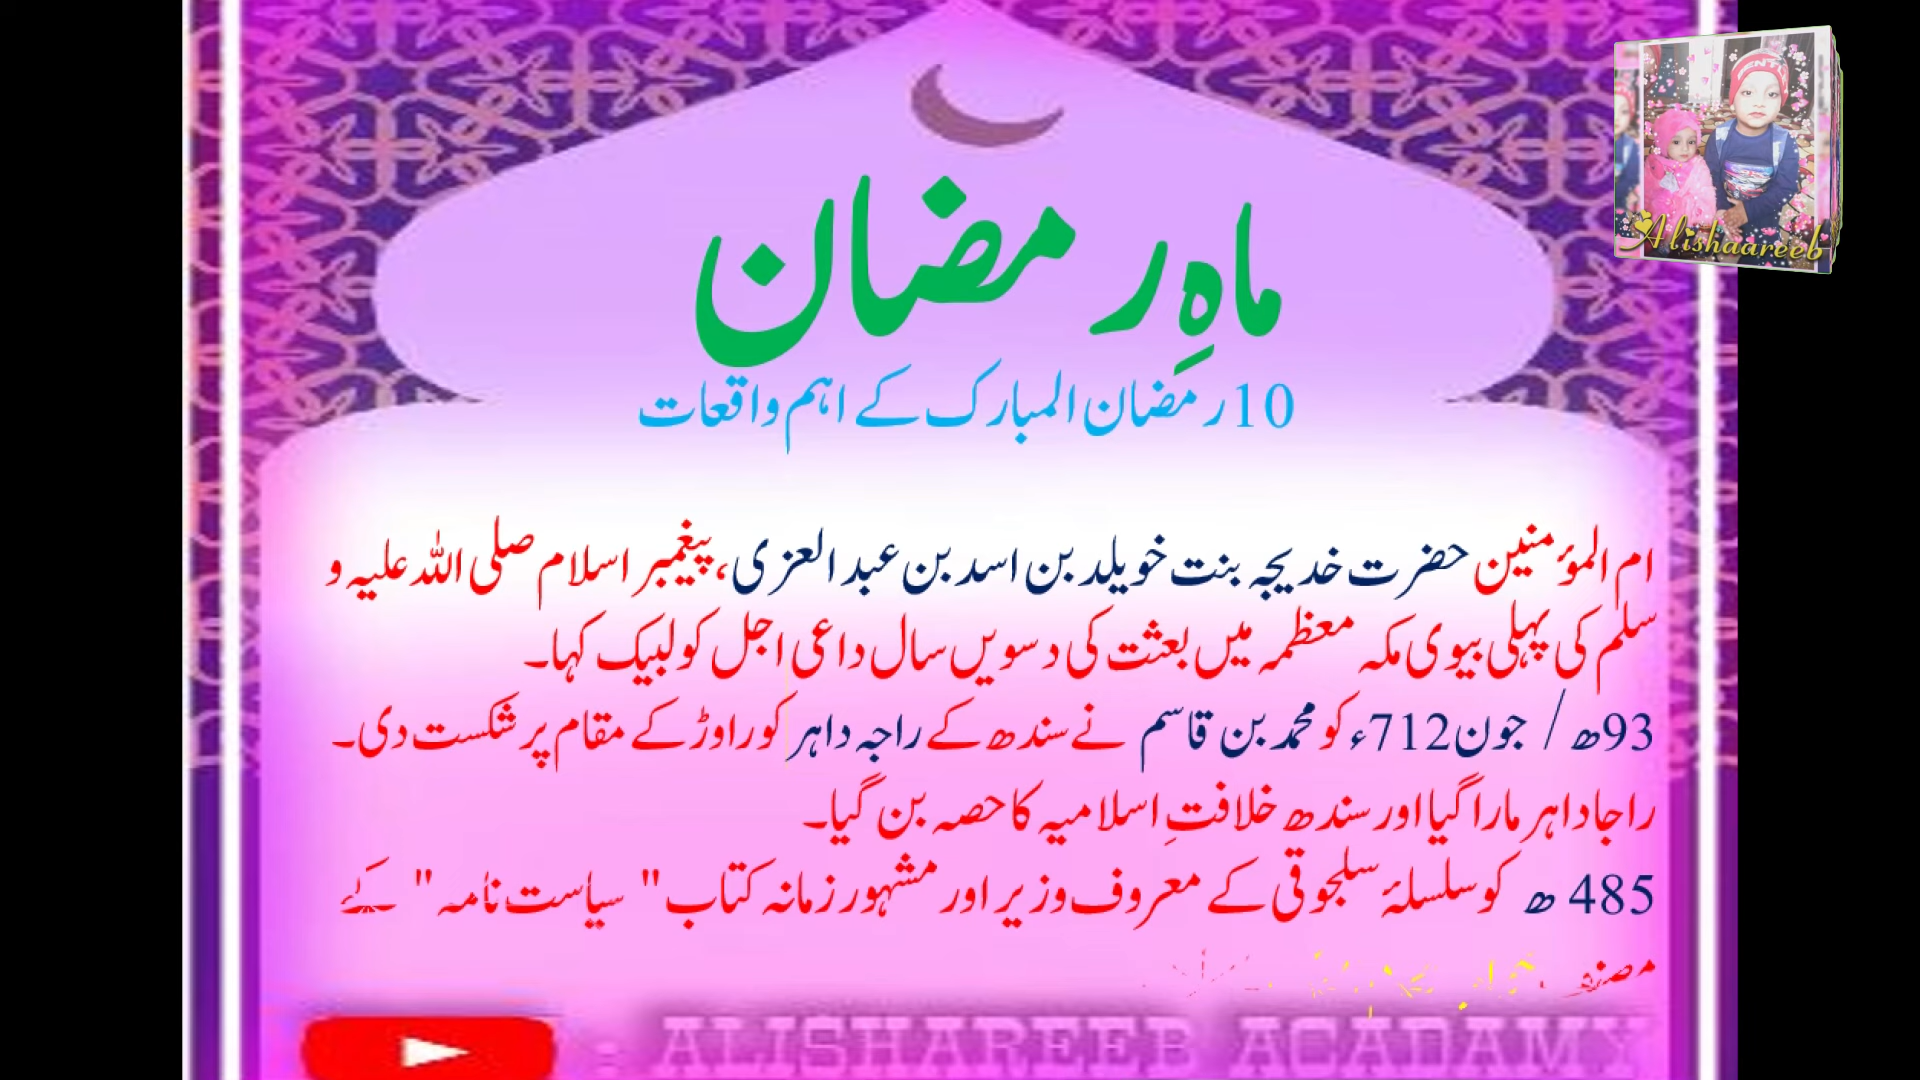 ماہِ رمضان
10 رمضان المبارک کے اہم واقعات
ام المؤمنین حضرت خدیجہ بنت خویلد بن اسد بن عبد العزی، پیغمبر اسلام صلی اللہ علیہ و
سلم کی پہلی بیوی مکہ معظمہ میں بعثت کی دسویں سال داعی اجل کو لبیک کہا۔
93ھ / جون 712ء کو محمد بن قاسم نے سندھ کے راجہ داہر کو راوڑ کے مقام پر شکست دی۔
راجا داہر مارا گیا اور سندھ خلافتِ اسلامیہ کا حصہ بن گیا۔
485 ھ کو سلسلۂ سلجوقی کے معروف وزیر اور مشہور زمانہ کتاب " سیاست نامہ " کے
: ALISHAREEB ACADAMY
Alishaareeb